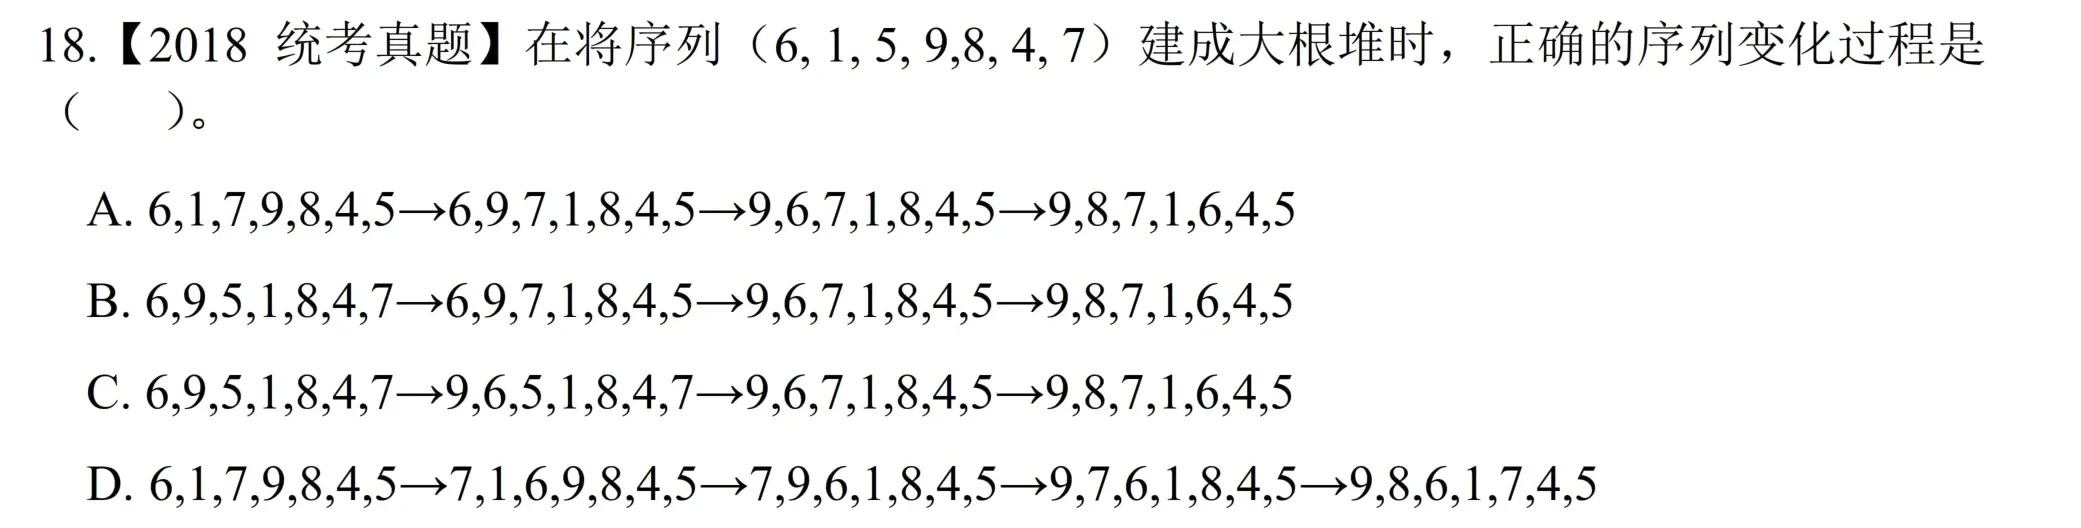 18.【2018 统考真题】在将序列（6, 1, 5, 9,8, 4, 7）建成大根堆时，正确的序列变化过程是
（ ）。
A. 6,1,7,9,8,4,5→6,9,7,1,8,4,5→9,6,7,1,8,4,5→9,8,7,1,6,4,5
B. 6,9,5,1,8,4,7→6,9,7,1,8,4,5→9,6,7,1,8,4,5→9,8,7,1,6,4,5
C. 6,9,5,1,8,4,7→9,6,5,1,8,4,7→9,6,7,1,8,4,5→9,8,7,1,6,4,5
D. 6,1,7,9,8,4,5→7,1,6,9,8,4,5→7,9,6,1,8,4,5→9,7,6,1,8,4,5→9,8,6,1,7,4,5